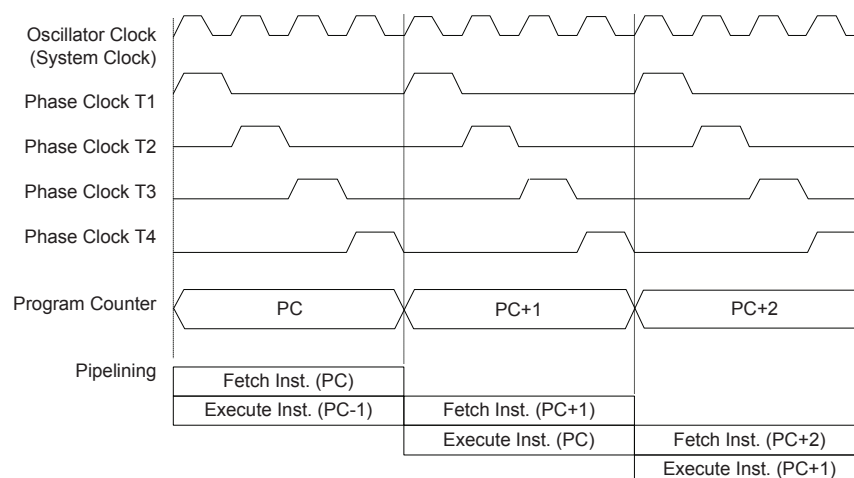 Oscillator Clock
(System Clock)
Phase Clock T1
Phase Clock T2
Phase Clock T3
Phase Clock T4
Program Counter
PC
PC+1
PC+2
Pipelining
Fetch Inst. (PC)
Execute Inst. (PC-1)
Fetch Inst. (PC+1)
Execute Inst. (PC)
Fetch Inst. (PC+2)
Execute Inst. (PC+1)